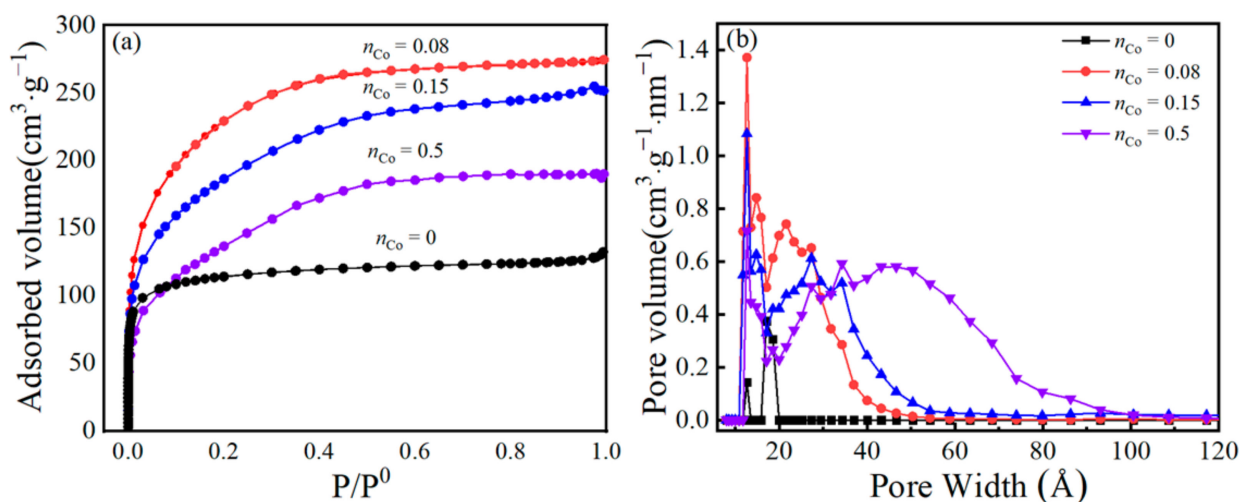 (a)
Adsorbed volume(cm³·g⁻¹)
300
250
200
150
100
50
0
n_Co = 0.08
n_Co = 0.15
n_Co = 0.5
n_Co = 0
0.0 0.2 0.4 0.6 0.8 1.0
P/P⁰
(b)
Pore volume(cm³·g⁻¹·nm⁻¹)
1.4
1.2
1.0
0.8
0.6
0.4
0.2
0.0
n_Co = 0
n_Co = 0.08
n_Co = 0.15
n_Co = 0.5
20 40 60 80 100 120
Pore Width (Å)